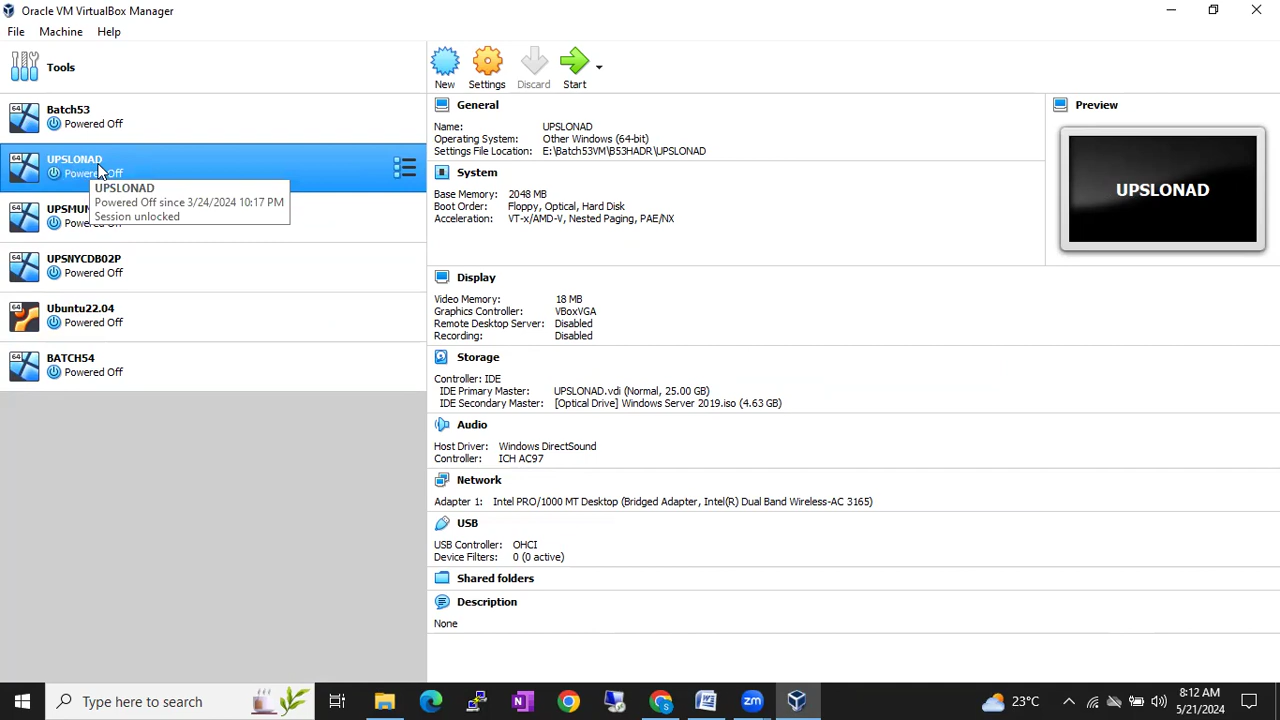 Oracle VM VirtualBox Manager
File Machine Help
Tools
New Settings Discard Start
64 Batch53
Powered Off
64 UPSLONAD
Powered Off
UPSLONAD
Powered Off since 3/24/2024 10:17 PM
Session unlocked
64
64 UPSNYCDB02P
Powered Off
64 Ubuntu22.04
Powered Off
64 BATCH54
Powered Off
General
Name: UPSLONAD
Operating System: Other Windows (64-bit)
Settings File Location: E:\Batch53VM\B53HADR\UPSLONAD
Preview
UPSLONAD
System
Base Memory: 2048 MB
Boot Order: Floppy, Optical, Hard Disk
Acceleration: VT-x/AMD-V, Nested Paging, PAE/NX
Display
Video Memory: 18 MB
Graphics Controller: VBoxVGA
Remote Desktop Server: Disabled
Recording: Disabled
Storage
Controller: IDE
IDE Primary Master: UPSLONAD.vdi (Normal, 25.00 GB)
IDE Secondary Master: [Optical Drive] Windows Server 2019.iso (4.63 GB)
Audio
Host Driver: Windows DirectSound
Controller: ICH AC97
Network
Adapter 1: Intel PRO/1000 MT Desktop (Bridged Adapter, Intel(R) Dual Band Wireless-AC 3165)
USB
USB Controller: OHCI
Device Filters: 0 (0 active)
Shared folders
Description
None
Type here to search
23°C
8:12 AM
5/21/2024